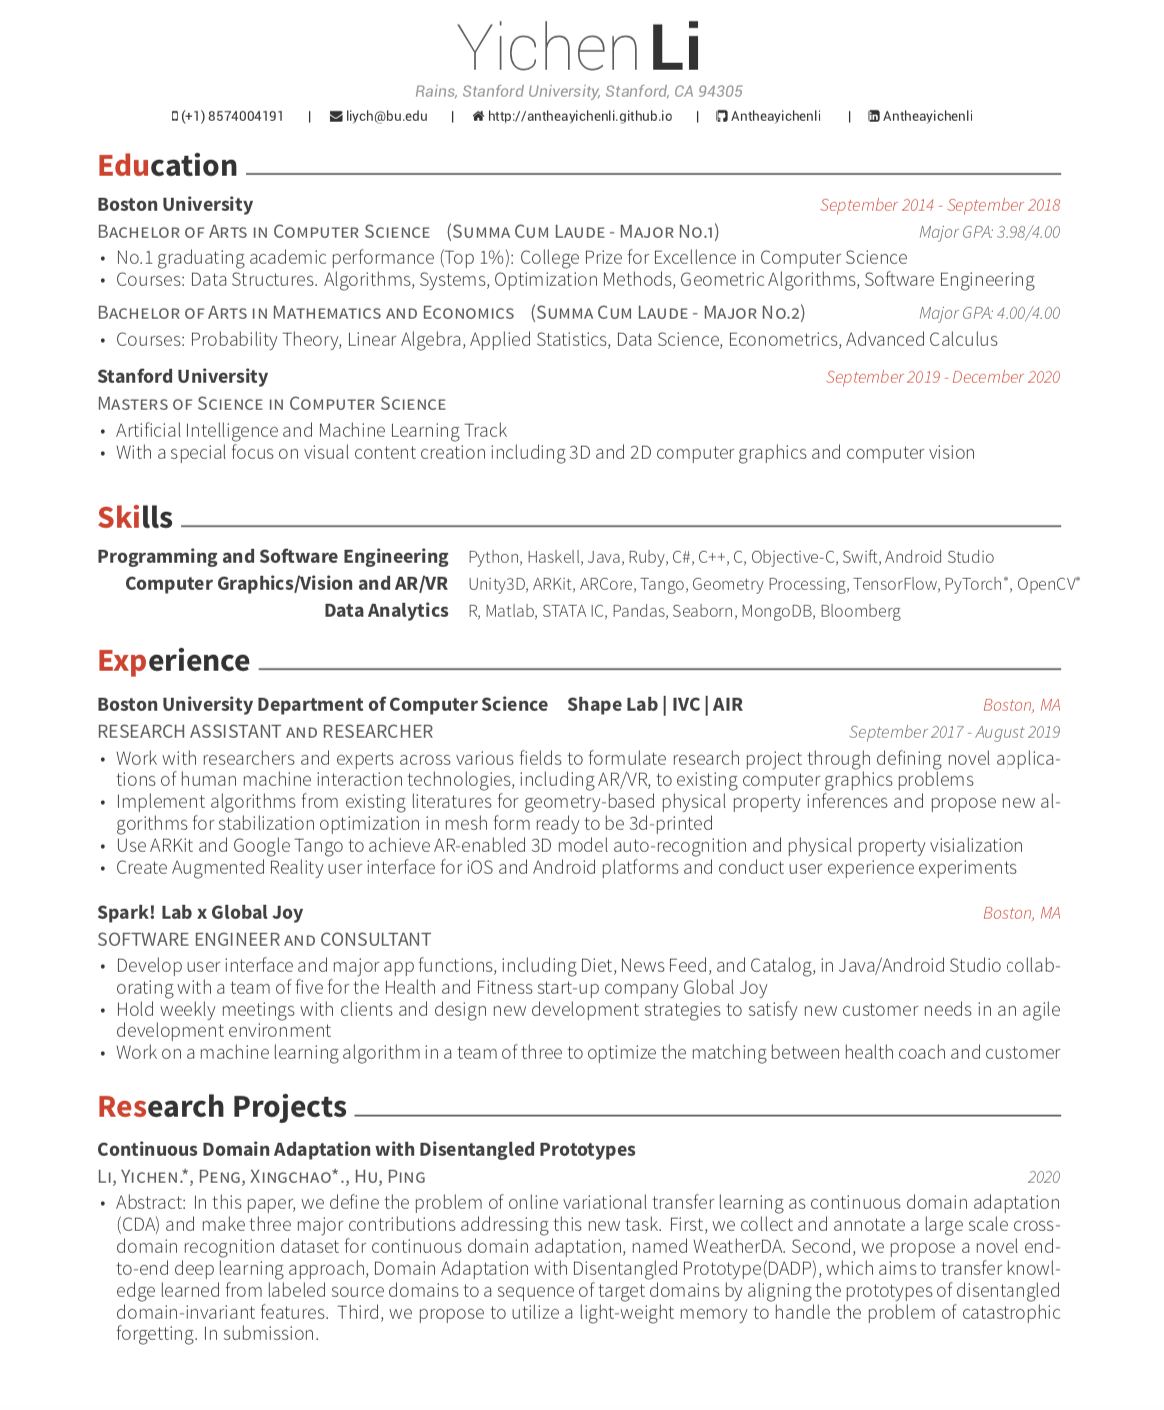 Yichen Li
Rains, Stanford University, Stanford, CA 94305
(+1) 8574004191 | liych@bu.edu | http://antheayichenli.github.io | Antheayichenli | Antheayichenli
Education
Boston University September 2014 - September 2018
Bachelor of Arts in Computer Science (Summa Cum Laude - Major No.1) Major GPA: 3.98/4.00
• No.1 graduating academic performance (Top 1%): College Prize for Excellence in Computer Science
• Courses: Data Structures. Algorithms, Systems, Optimization Methods, Geometric Algorithms, Software Engineering
Bachelor of Arts in Mathematics and Economics (Summa Cum Laude - Major No.2) Major GPA: 4.00/4.00
• Courses: Probability Theory, Linear Algebra, Applied Statistics, Data Science, Econometrics, Advanced Calculus
Stanford University September 2019 - December 2020
Masters of Science in Computer Science
• Artificial Intelligence and Machine Learning Track
• With a special focus on visual content creation including 3D and 2D computer graphics and computer vision
Skills
Programming and Software Engineering Python, Haskell, Java, Ruby, C#, C++, C, Objective-C, Swift, Android Studio
Computer Graphics/Vision and AR/VR Unity3D, ARKit, ARCore, Tango, Geometry Processing, TensorFlow, PyTorch*, OpenCV*
Data Analytics R, Matlab, STATA IC, Pandas, Seaborn, MongoDB, Bloomberg
Experience
Boston University Department of Computer Science Shape Lab | IVC | AIR Boston, MA
RESEARCH ASSISTANT and RESEARCHER September 2017 - August 2019
• Work with researchers and experts across various fields to formulate research project through defining novel applica-
tions of human machine interaction technologies, including AR/VR, to existing computer graphics problems
• Implement algorithms from existing literatures for geometry-based physical property inferences and propose new al-
gorithms for stabilization optimization in mesh form ready to be 3d-printed
• Use ARKit and Google Tango to achieve AR-enabled 3D model auto-recognition and physical property visialization
• Create Augmented Reality user interface for iOS and Android platforms and conduct user experience experiments
Spark! Lab x Global Joy Boston, MA
SOFTWARE ENGINEER and CONSULTANT
• Develop user interface and major app functions, including Diet, News Feed, and Catalog, in Java/Android Studio collab-
orating with a team of five for the Health and Fitness start-up company Global Joy
• Hold weekly meetings with clients and design new development strategies to satisfy new customer needs in an agile
development environment
• Work on a machine learning algorithm in a team of three to optimize the matching between health coach and customer
Research Projects
Continuous Domain Adaptation with Disentangled Prototypes
Li, Yichen.*, Peng, Xingchao*., Hu, Ping 2020
• Abstract: In this paper, we define the problem of online variational transfer learning as continuous domain adaptation
(CDA) and make three major contributions addressing this new task. First, we collect and annotate a large scale cross-
domain recognition dataset for continuous domain adaptation, named WeatherDA. Second, we propose a novel end-
to-end deep learning approach, Domain Adaptation with Disentangled Prototype(DADP), which aims to transfer knowl-
edge learned from labeled source domains to a sequence of target domains by aligning the prototypes of disentangled
domain-invariant features. Third, we propose to utilize a light-weight memory to handle the problem of catastrophic
forgetting. In submission.